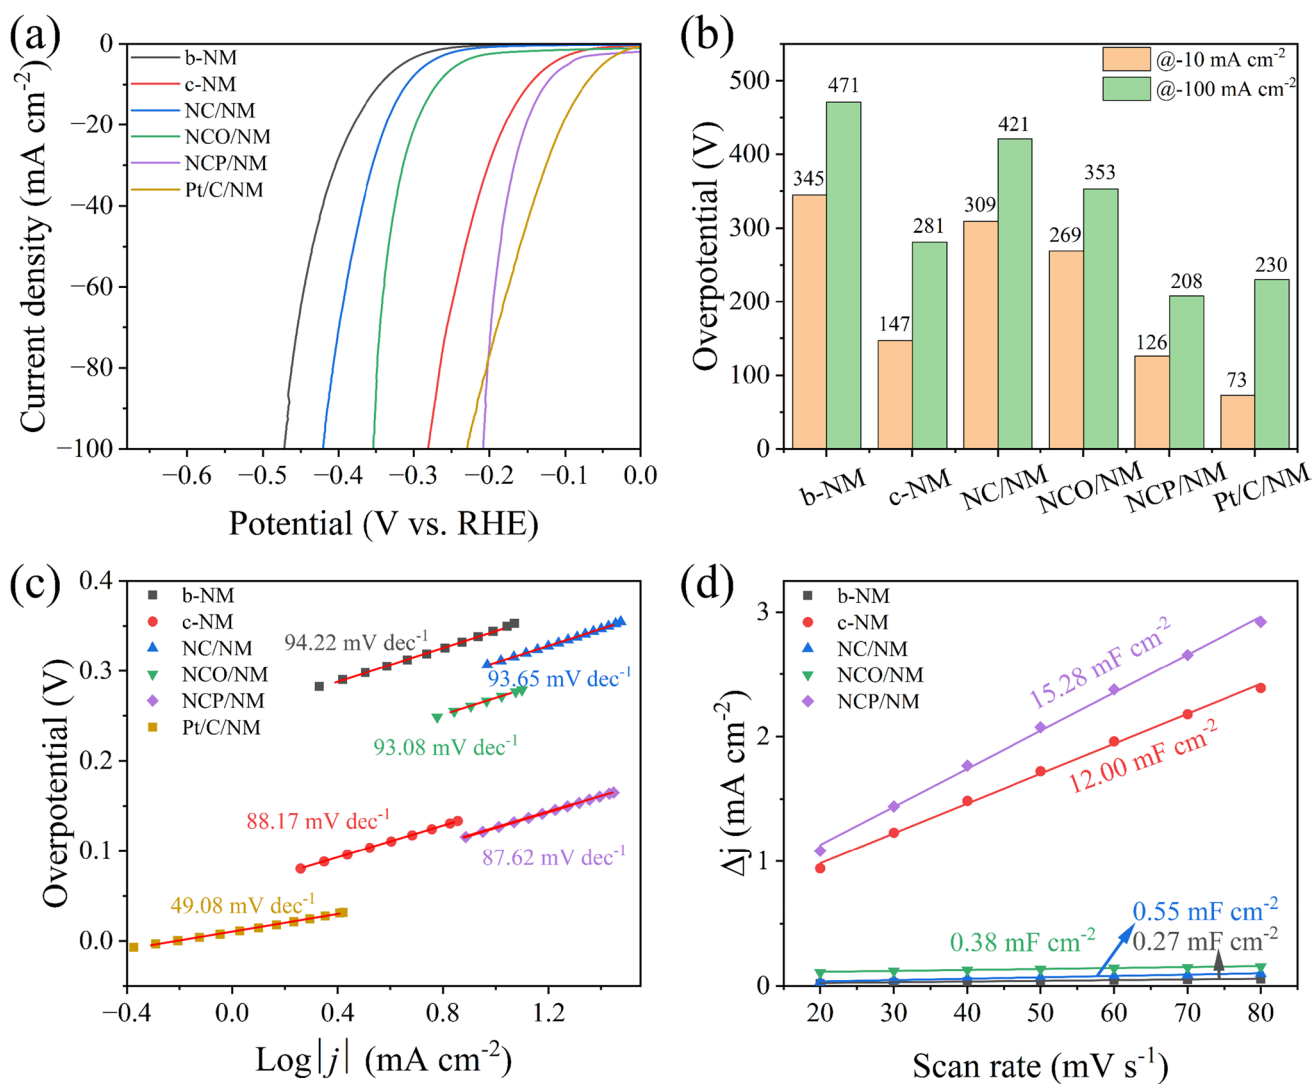 (a)
b-NM
c-NM
NC/NM
NCO/NM
NCP/NM
Pt/C/NM
0
−20
−40
−60
−80
−100
Current density (mA cm⁻²)
−0.6
−0.5
−0.4
−0.3
−0.2
−0.1
0.0
Potential (V vs. RHE)
(b)
@-10 mA cm⁻²
@-100 mA cm⁻²
500
400
300
200
100
0
Overpotential (V)
345
471
147
281
309
421
269
353
126
208
73
230
b-NM
c-NM
NC/NM
NCO/NM
NCP/NM
Pt/C/NM
(c)
b-NM
c-NM
NC/NM
NCO/NM
NCP/NM
Pt/C/NM
94.22 mV dec⁻¹
93.65 mV dec⁻¹
93.08 mV dec⁻¹
88.17 mV dec⁻¹
87.62 mV dec⁻¹
49.08 mV dec⁻¹
0.4
0.3
0.2
0.1
0.0
Overpotential (V)
−0.4
0.0
0.4
0.8
1.2
Log|j| (mA cm⁻²)
(d)
b-NM
c-NM
NC/NM
NCO/NM
NCP/NM
15.28 mF cm⁻²
12.00 mF cm⁻²
0.55 mF cm⁻²
0.38 mF cm⁻²
0.27 mF cm⁻²
3
2
1
0
Δj (mA cm⁻²)
20
30
40
50
60
70
80
Scan rate (mV s⁻¹)